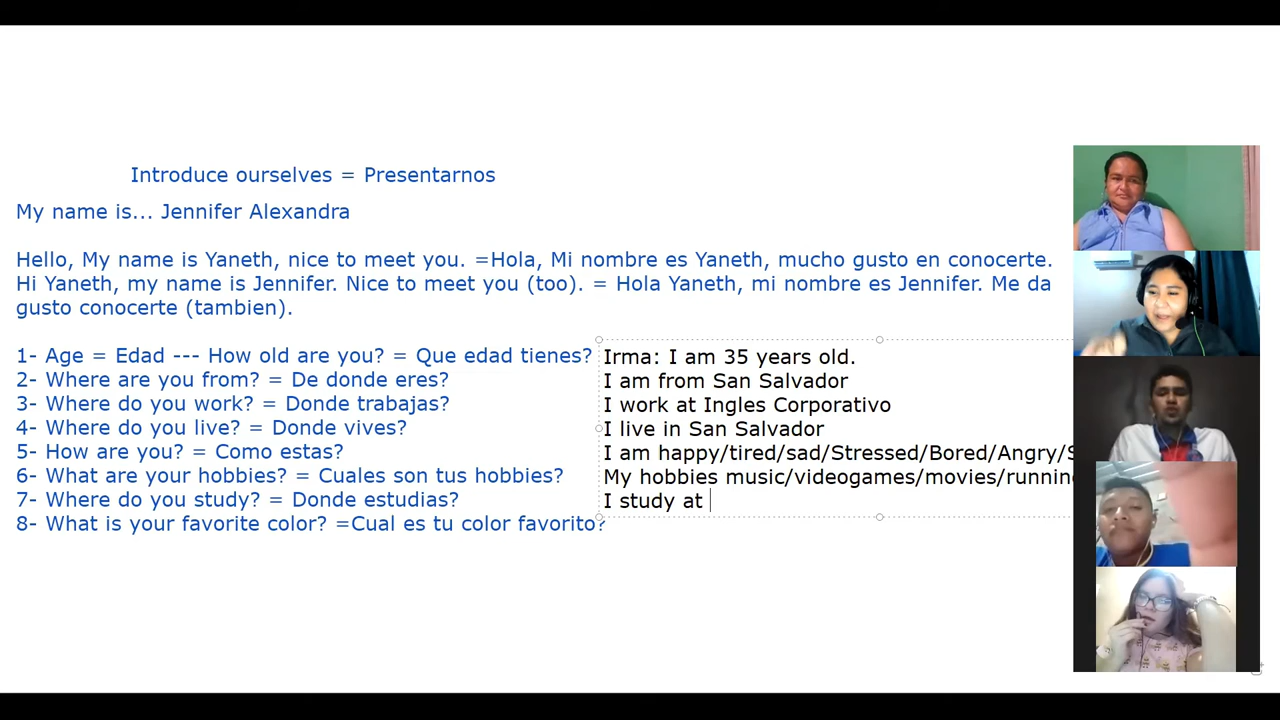 Introduce ourselves = Presentarnos
My name is... Jennifer Alexandra
Hello, My name is Yaneth, nice to meet you. =Hola, Mi nombre es Yaneth, mucho gusto en conocerte.
Hi Yaneth, my name is Jennifer. Nice to meet you (too). = Hola Yaneth, mi nombre es Jennifer. Me da
gusto conocerte (tambien).
1- Age = Edad --- How old are you? = Que edad tienes?
2- Where are you from? = De donde eres?
3- Where do you work? = Donde trabajas?
4- Where do you live? = Donde vives?
5- How are you? = Como estas?
6- What are your hobbies? = Cuales son tus hobbies?
7- Where do you study? = Donde estudias?
8- What is your favorite color? =Cual es tu color favorito?
Irma: I am 35 years old.
I am from San Salvador
I work at Ingles Corporativo
I live in San Salvador
I am happy/tired/sad/Stressed/Bored/Angry/
My hobbies music/videogames/movies/
I study at